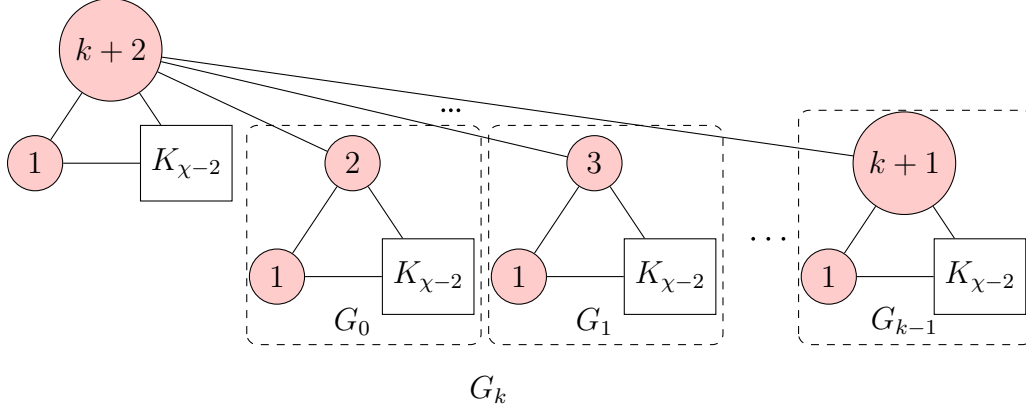 k + 2
...
1 K_{χ−2} 2 3 k + 1
1 K_{χ−2} 1 K_{χ−2} ... 1 K_{χ−2}
G_0 G_1 G_{k−1}
G_k